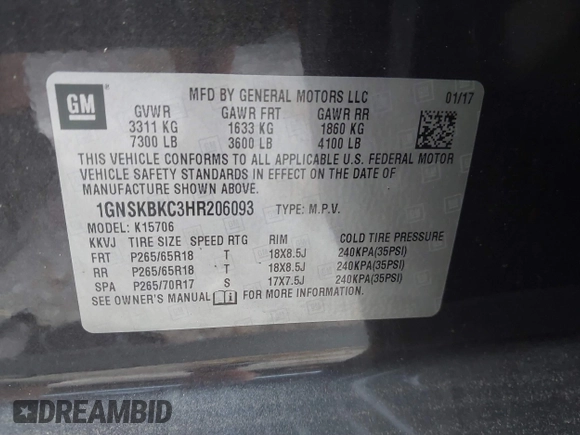 GM
MFD BY GENERAL MOTORS LLC 01/17
GVWR GAWR FRT GAWR RR
3311 KG 1633 KG 1860 KG
7300 LB 3600 LB 4100 LB
THIS VEHICLE CONFORMS TO ALL APPLICABLE U.S. FEDERAL MOTOR
VEHICLE SAFETY STANDARDS IN EFFECT ON THE DATE OF
MANUFACTURE SHOWN ABOVE.
1GNSKBKC3HR206093 TYPE: M.P.V.
MODEL: K15706
KKVJ TIRE SIZE SPEED RTG RIM COLD TIRE PRESSURE
FRT P265/65R18 T 18X8.5J 240KPA(35PSI)
RR P265/65R18 T 18X8.5J 240KPA(35PSI)
SPA P265/70R17 S 17X7.5J 240KPA(35PSI)
SEE OWNER'S MANUAL FOR MORE INFORMATION.
DREAMBID